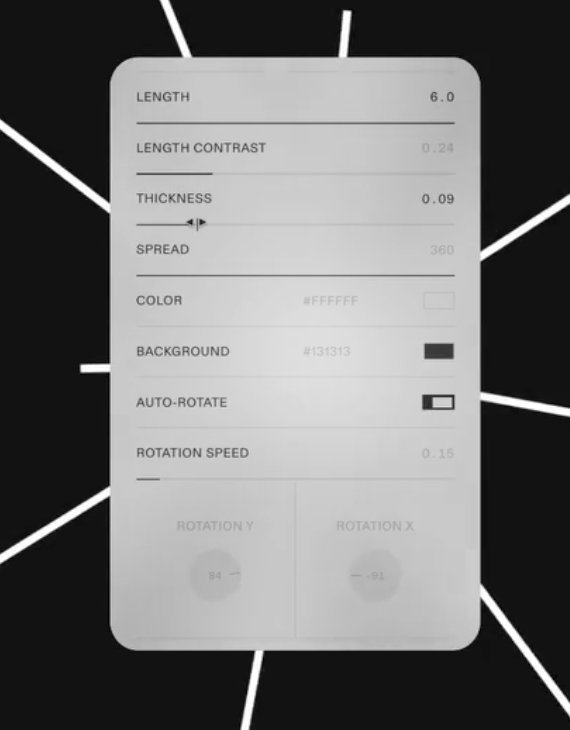 LENGTH 6.0
LENGTH CONTRAST 0.24
THICKNESS 0.09
SPREAD 360
COLOR #FFFFFF
BACKGROUND #131313
AUTO-ROTATE
ROTATION SPEED 0.15
ROTATION Y ROTATION X
84 -91